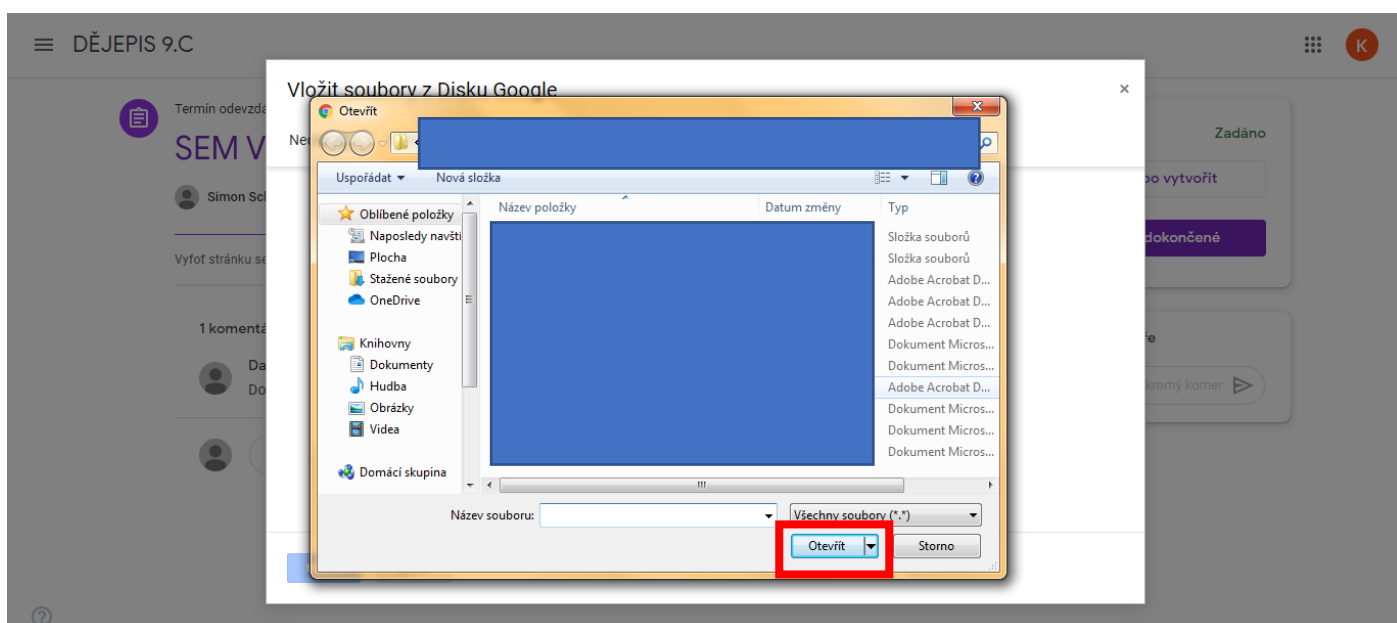 DĚJEPIS 9.C
K
Vložit soubory z Disku Google
×
Termín odevzdá
SEM V
Simon Scl
Vyfoť stránku se
1 komentá
Da
Do
Zadáno
bo vytvořit
dokončené
kromý komer
Otevřít
Uspořádat
Nová složka
Oblíbené položky
Naposledy navšti
Plocha
Stažené soubory
OneDrive
Knihovny
Dokumenty
Hudba
Obrázky
Videa
Domácí skupina
Název položky
Datum změny
Typ
Složka souborů
Složka souborů
Adobe Acrobat D...
Adobe Acrobat D...
Adobe Acrobat D...
Dokument Micros...
Dokument Micros...
Adobe Acrobat D...
Dokument Micros...
Dokument Micros...
Dokument Micros...
Název souboru:
Všechny soubory (*.*)
Otevřít
Storno